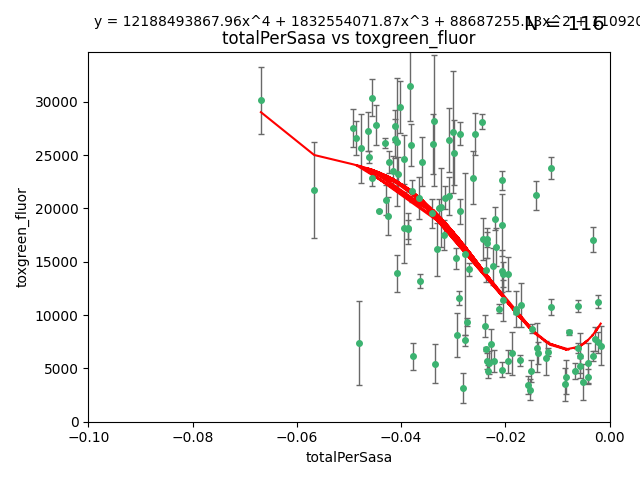 y = 12188493867.96x^4 + 1832554071.87x^3 +
N = 116
totalPerSasa vs toxgreen_fluor
toxgreen_fluor
30000
25000
20000
15000
10000
5000
0
−0.10
−0.08
−0.06
−0.04
−0.02
0.00
totalPerSasa